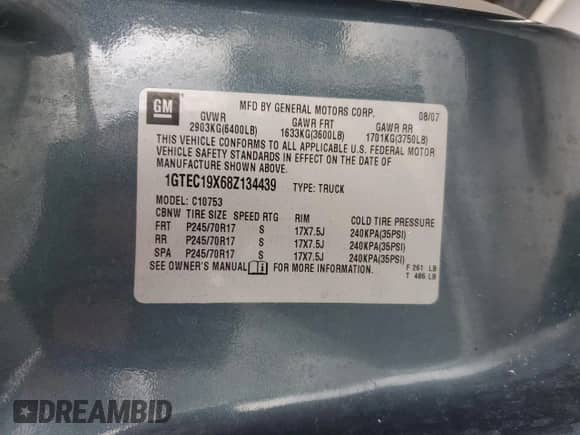 GM
MFD BY GENERAL MOTORS CORP. 08/07
GVWR GAWR FRT GAWR RR
2903KG(6400LB) 1633KG(3600LB) 1701KG(3750LB)
THIS VEHICLE CONFORMS TO ALL APPLICABLE U.S. FEDERAL MOTOR
VEHICLE SAFETY STANDARDS IN EFFECT ON THE DATE OF
MANUFACTURE SHOWN ABOVE.
1GTEC19X68Z134439 TYPE: TRUCK
MODEL: C10753
CBNW TIRE SIZE SPEED RTG RIM COLD TIRE PRESSURE
FRT P245/70R17 S 17X7.5J 240KPA(35PSI)
RR P245/70R17 S 17X7.5J 240KPA(35PSI)
SPA P245/70R17 S 17X7.5J 240KPA(35PSI)
SEE OWNER'S MANUAL FOR MORE INFORMATION.
F 261 LB
T 486 LB
DREAMBID